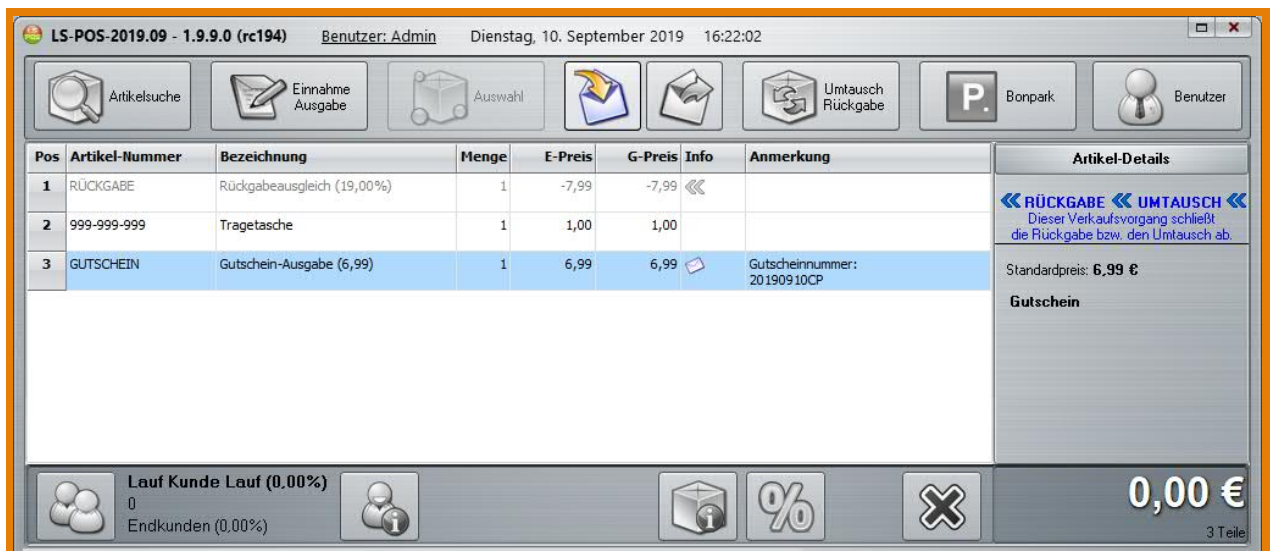 LS-POS-2019.09 - 1.9.9.0 (rc194) Benutzer: Admin Dienstag, 10. September 2019 16:22:02
Artikelsuche
Einnahme
Ausgabe
Auswahl
Umtausch
Rückgabe
P.
Bonpark
Benutzer
Pos Artikel-Nummer Bezeichnung Menge E-Preis G-Preis Info Anmerkung
1 RÜCKGABE Rückgabeausgleich (19,00%) 1 -7,99 -7,99
2 999-999-999 Tragetasche 1 1,00 1,00
3 GUTSCHEIN Gutschein-Ausgabe (6,99) 1 6,99 6,99 Gutscheinnummer:
20190910CP
Artikel-Details
RÜCKGABE UMTAUSCH
Dieser Verkaufsvorgang schließt
die Rückgabe bzw. den Umtausch ab.
Standardpreis: 6,99 €
Gutschein
Lauf Kunde Lauf (0,00%)
0
Endkunden (0,00%)
%
0,00 €
3 Teile